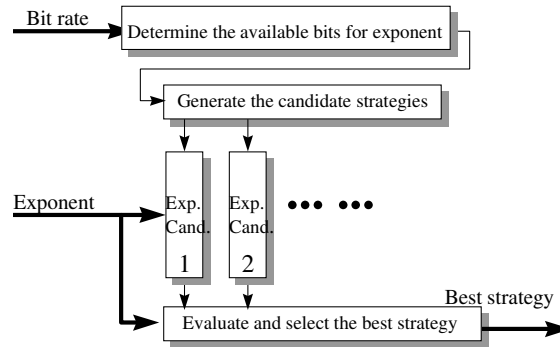 Bit rate
Determine the available bits for exponent
Generate the candidate strategies
Exp.
Cand.
1
Exp.
Cand.
2
Exponent
Best strategy
Evaluate and select the best strategy